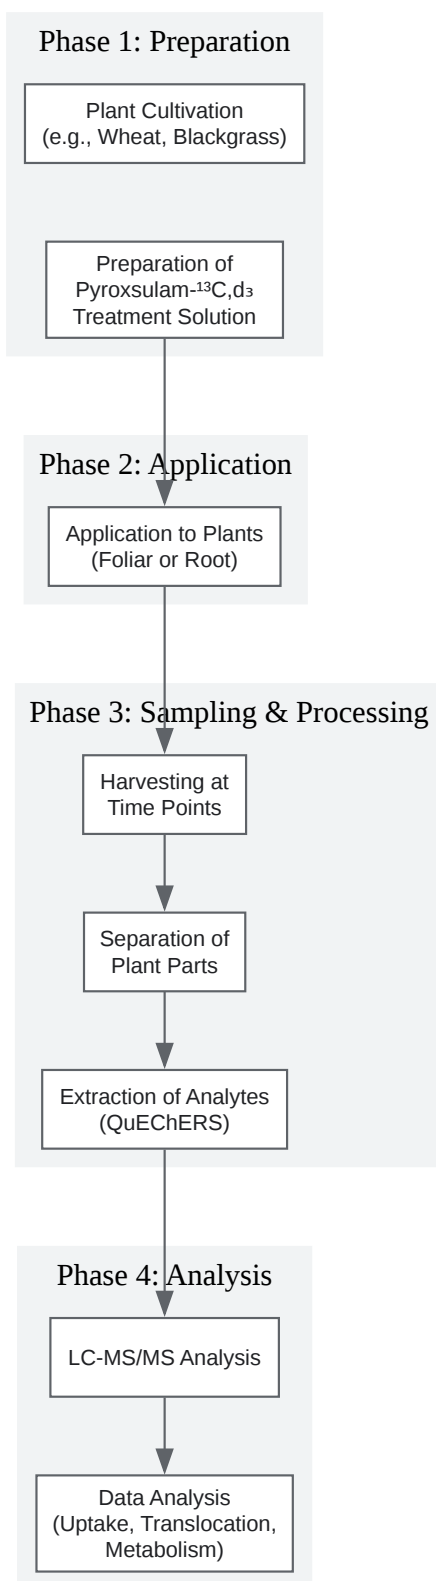 Phase 1: Preparation
Plant Cultivation
(e.g., Wheat, Blackgrass)
Preparation of
Pyroxsulam-¹³C,d₃
Treatment Solution
Phase 2: Application
Application to Plants
(Foliar or Root)
Phase 3: Sampling & Processing
Harvesting at
Time Points
Separation of
Plant Parts
Extraction of Analytes
(QuEChERS)
Phase 4: Analysis
LC-MS/MS Analysis
Data Analysis
(Uptake, Translocation,
Metabolism)